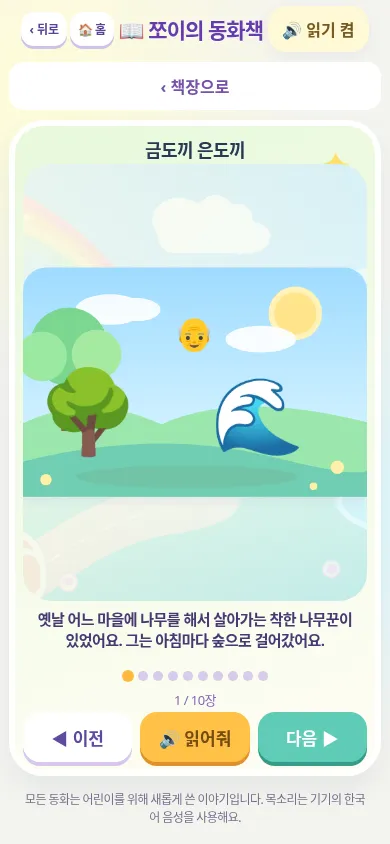 ‹ 뒤로 🏠 홈 📖 쪼이의 동화책 🔊 읽기 켬
‹ 책장으로
금도끼 은도끼
옛날 어느 마을에 나무를 해서 살아가는 착한 나무꾼이
있었어요. 그는 아침마다 숲으로 걸어갔어요.
1 / 10장
◀ 이전 🔊 읽어줘 다음 ▶
모든 동화는 어린이를 위해 새롭게 쓴 이야기입니다. 목소리는 기기의 한국
어 음성을 사용해요.